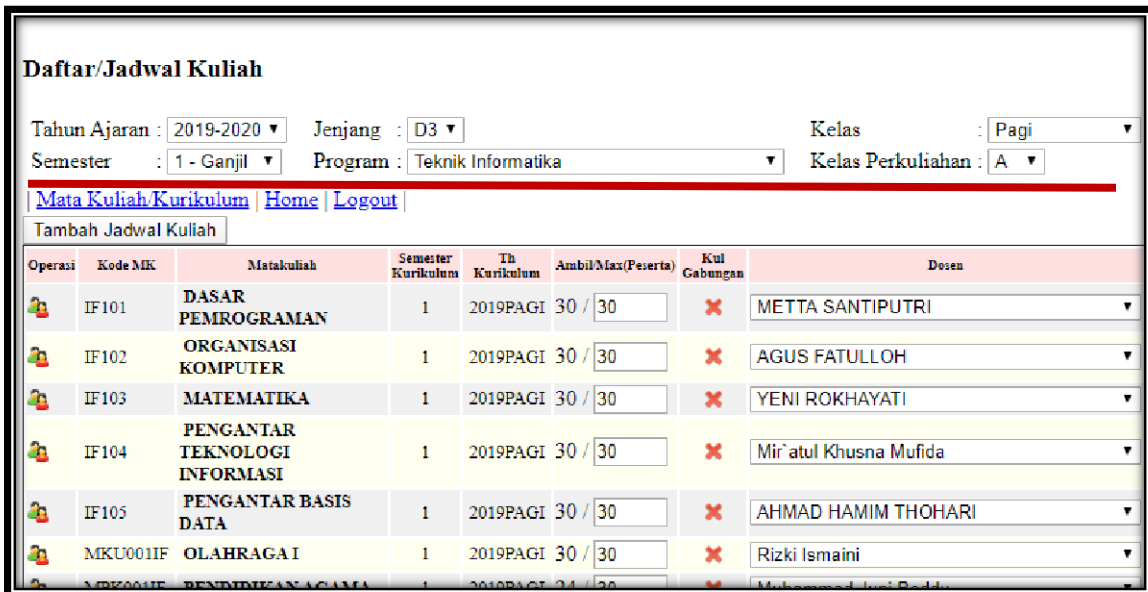 Daftar/Jadwal Kuliah
Tahun Ajaran : 2019-2020 Jenjang : D3 Kelas : Pagi
Semester : 1 - Ganjil Program : Teknik Informatika Kelas Perkuliahan : A
| Mata Kuliah/Kurikulum | Home | Logout |
Tambah Jadwal Kuliah
Operasi Kode MK Matakuliah Semester Kurikulum Th Kurikulum Ambil/Max(Peserta) Kul Gabungan Dosen
IF101 DASAR PEMROGRAMAN 1 2019PAGI 30 / 30 METTA SANTIPUTRI
IF102 ORGANISASI KOMPUTER 1 2019PAGI 30 / 30 AGUS FATULLOH
IF103 MATEMATIKA 1 2019PAGI 30 / 30 YENI ROKHAYATI
IF104 PENGANTAR TEKNOLOGI INFORMASI 1 2019PAGI 30 / 30 Mir`atul Khusna Mufida
IF105 PENGANTAR BASIS DATA 1 2019PAGI 30 / 30 AHMAD HAMIM THOHARI
MKU001IF OLAHRAGA I 1 2019PAGI 30 / 30 Rizki Ismaini
PENDIDIKAN AGAMA 1 2019PAGI